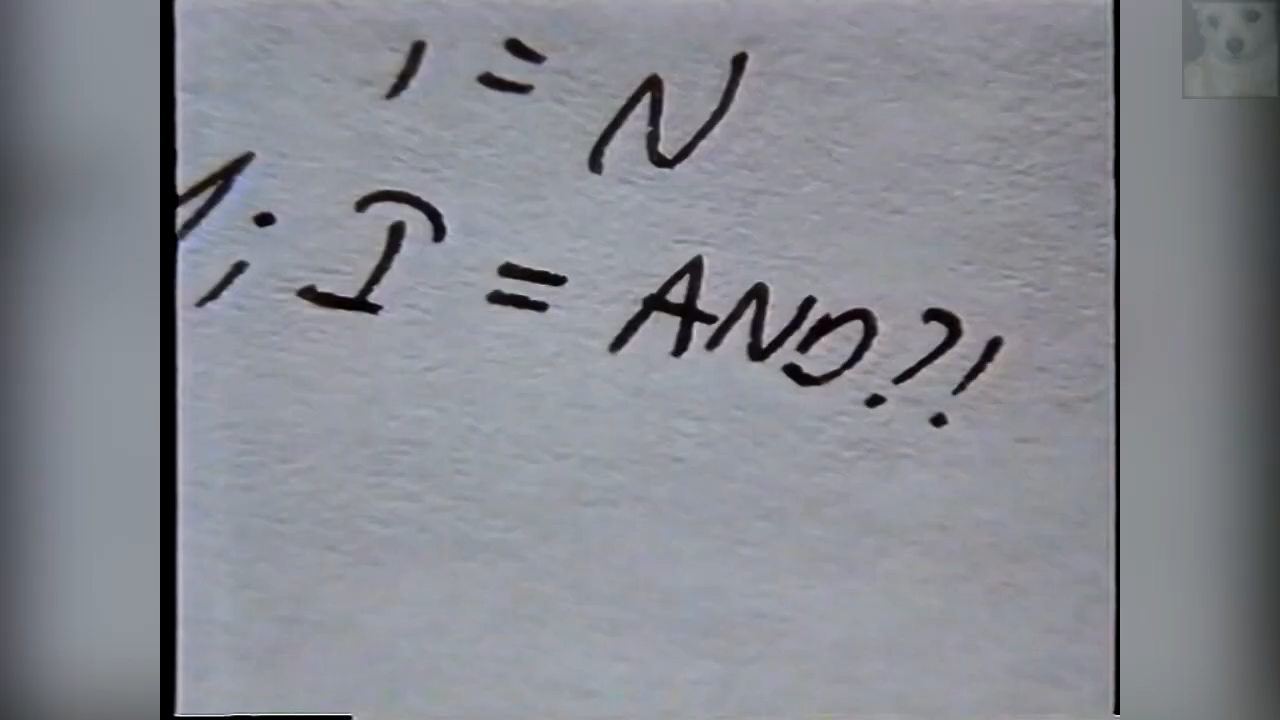 , = N
; I = AND?!